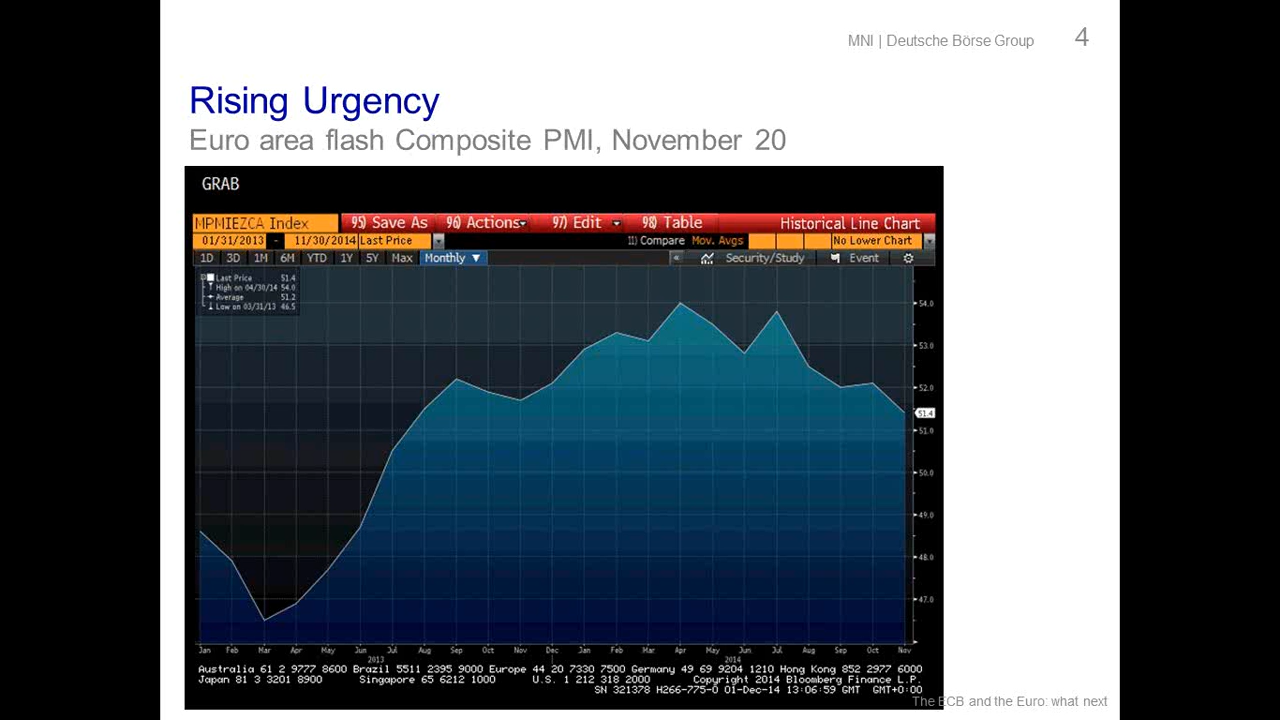 MNI | Deutsche Börse Group 4
Rising Urgency
Euro area flash Composite PMI, November 20
GRAB
MPMIEZCA Index 95) Save As 96) Actions 97) Edit 98) Table Historical Line Chart
01/31/2013 - 11/30/2014 Last Price 11) Compare Mov. Avgs No Lower Chart
1D 3D 1M 6M YTD 1Y 5Y Max Monthly ▼ « Security/Study Event
Last Price 51.4
High on 04/30/14 54.0
Average 51.2
Low on 03/31/13 46.5
54.0
53.0
52.0
51.4
51.0
50.0
49.0
48.0
47.0
Jan Feb Mar Apr May Jun Jul Aug Sep Oct Nov Dec Jan Feb Mar Apr May Jun Jul Aug Sep Oct Nov
2013 2014
Australia 61 2 9777 8600 Brazil 5511 2395 9000 Europe 44 20 7330 7500 Germany 49 69 9204 1210 Hong Kong 852 2977 6000
Japan 81 3 3201 8900 Singapore 65 6212 1000 U.S. 1 212 318 2000 Copyright 2014 Bloomberg Finance L.P.
SN 321378 H266-775-0 01-Dec-14 13:06:59 GMT GMT+0:00
The ECB and the Euro: what next